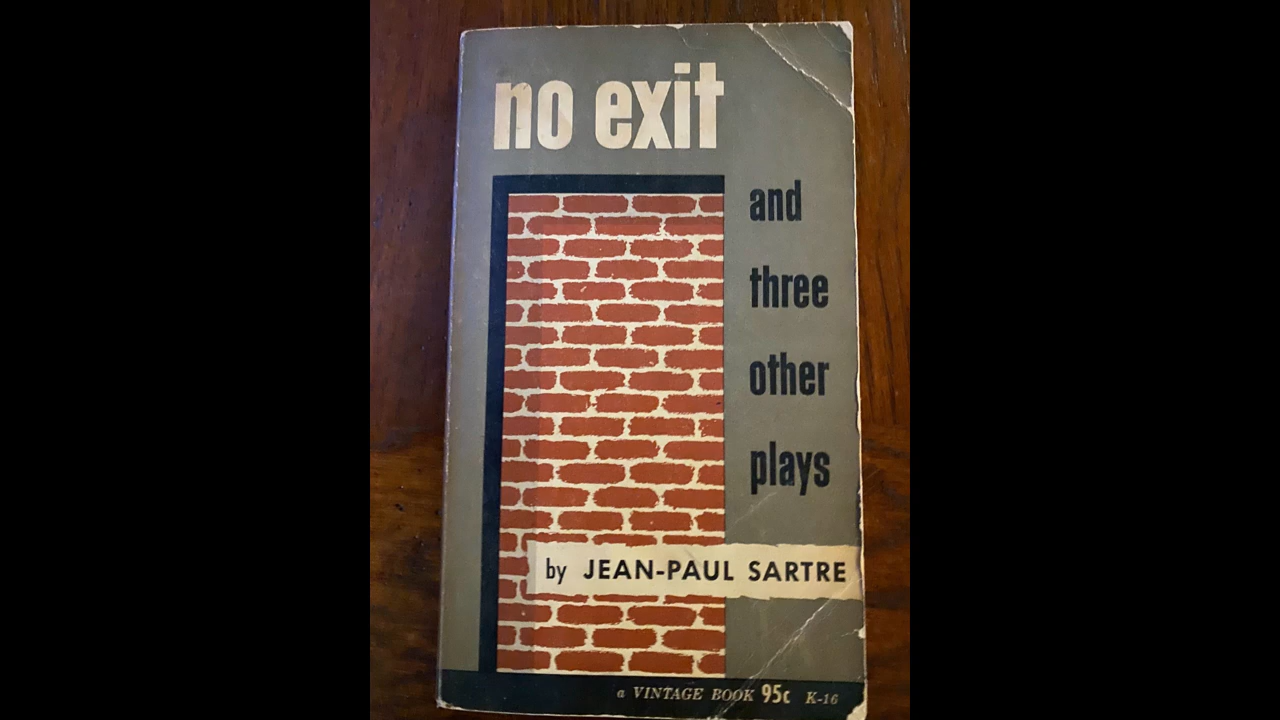 no exit
and
three
other
plays
by JEAN-PAUL SARTRE
a VINTAGE BOOK 95c K-16